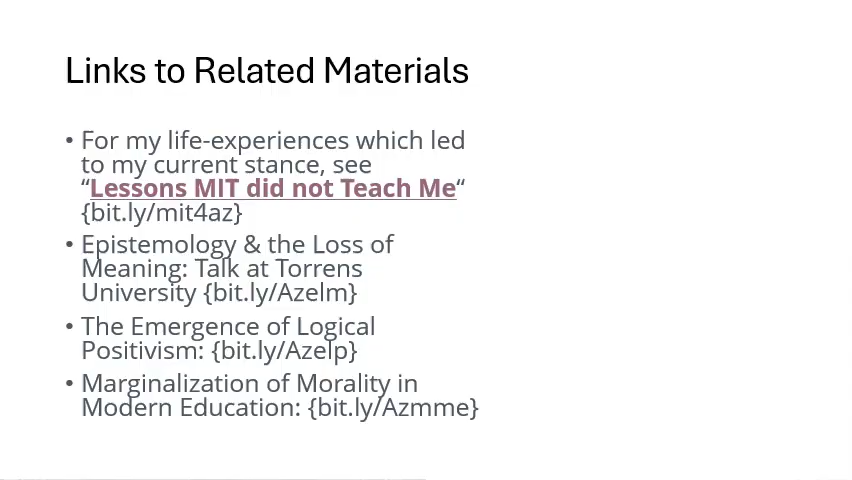 Links to Related Materials
• For my life-experiences which led
to my current stance, see
“Lessons MIT did not Teach Me“
{bit.ly/mit4az}
• Epistemology & the Loss of
Meaning: Talk at Torrens
University {bit.ly/Azelm}
• The Emergence of Logical
Positivism: {bit.ly/Azelp}
• Marginalization of Morality in
Modern Education: {bit.ly/Azmme}